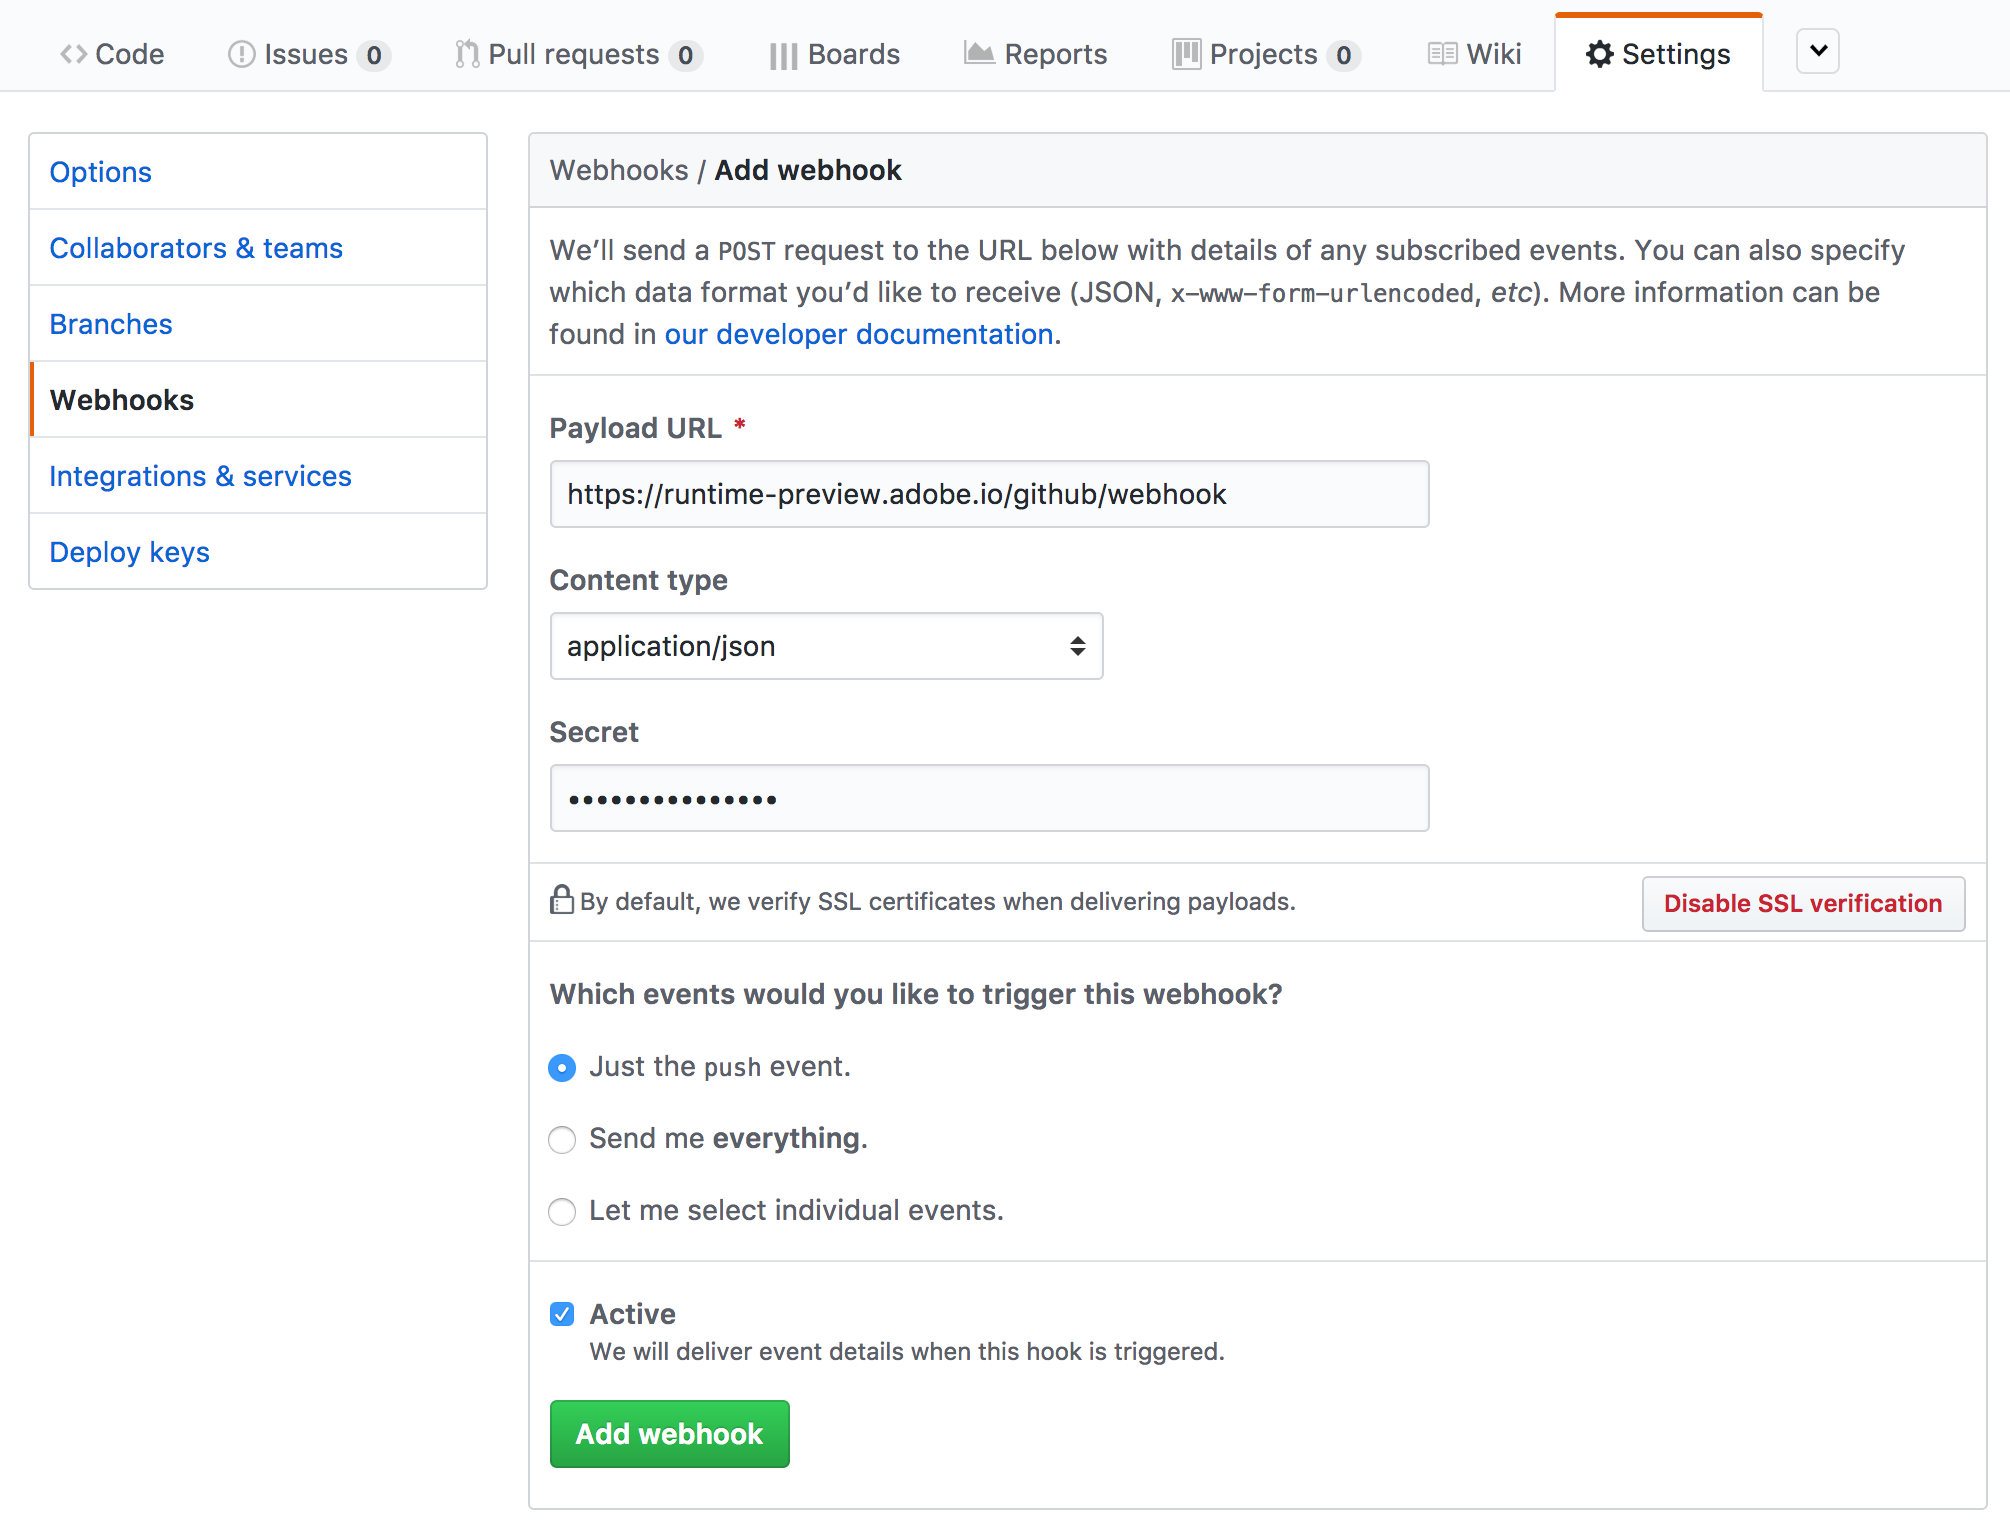 Code Issues 0 Pull requests 0 Boards Reports Projects 0 Wiki Settings
Options
Collaborators & teams
Branches
Webhooks
Integrations & services
Deploy keys
Webhooks / Add webhook
We’ll send a POST request to the URL below with details of any subscribed events. You can also specify
which data format you’d like to receive (JSON, x-www-form-urlencoded, etc). More information can be
found in our developer documentation.
Payload URL *
https://runtime-preview.adobe.io/github/webhook
Content type
application/json
Secret
•••••••••••••••
By default, we verify SSL certificates when delivering payloads.
Disable SSL verification
Which events would you like to trigger this webhook?
Just the push event.
Send me everything.
Let me select individual events.
Active
We will deliver event details when this hook is triggered.
Add webhook